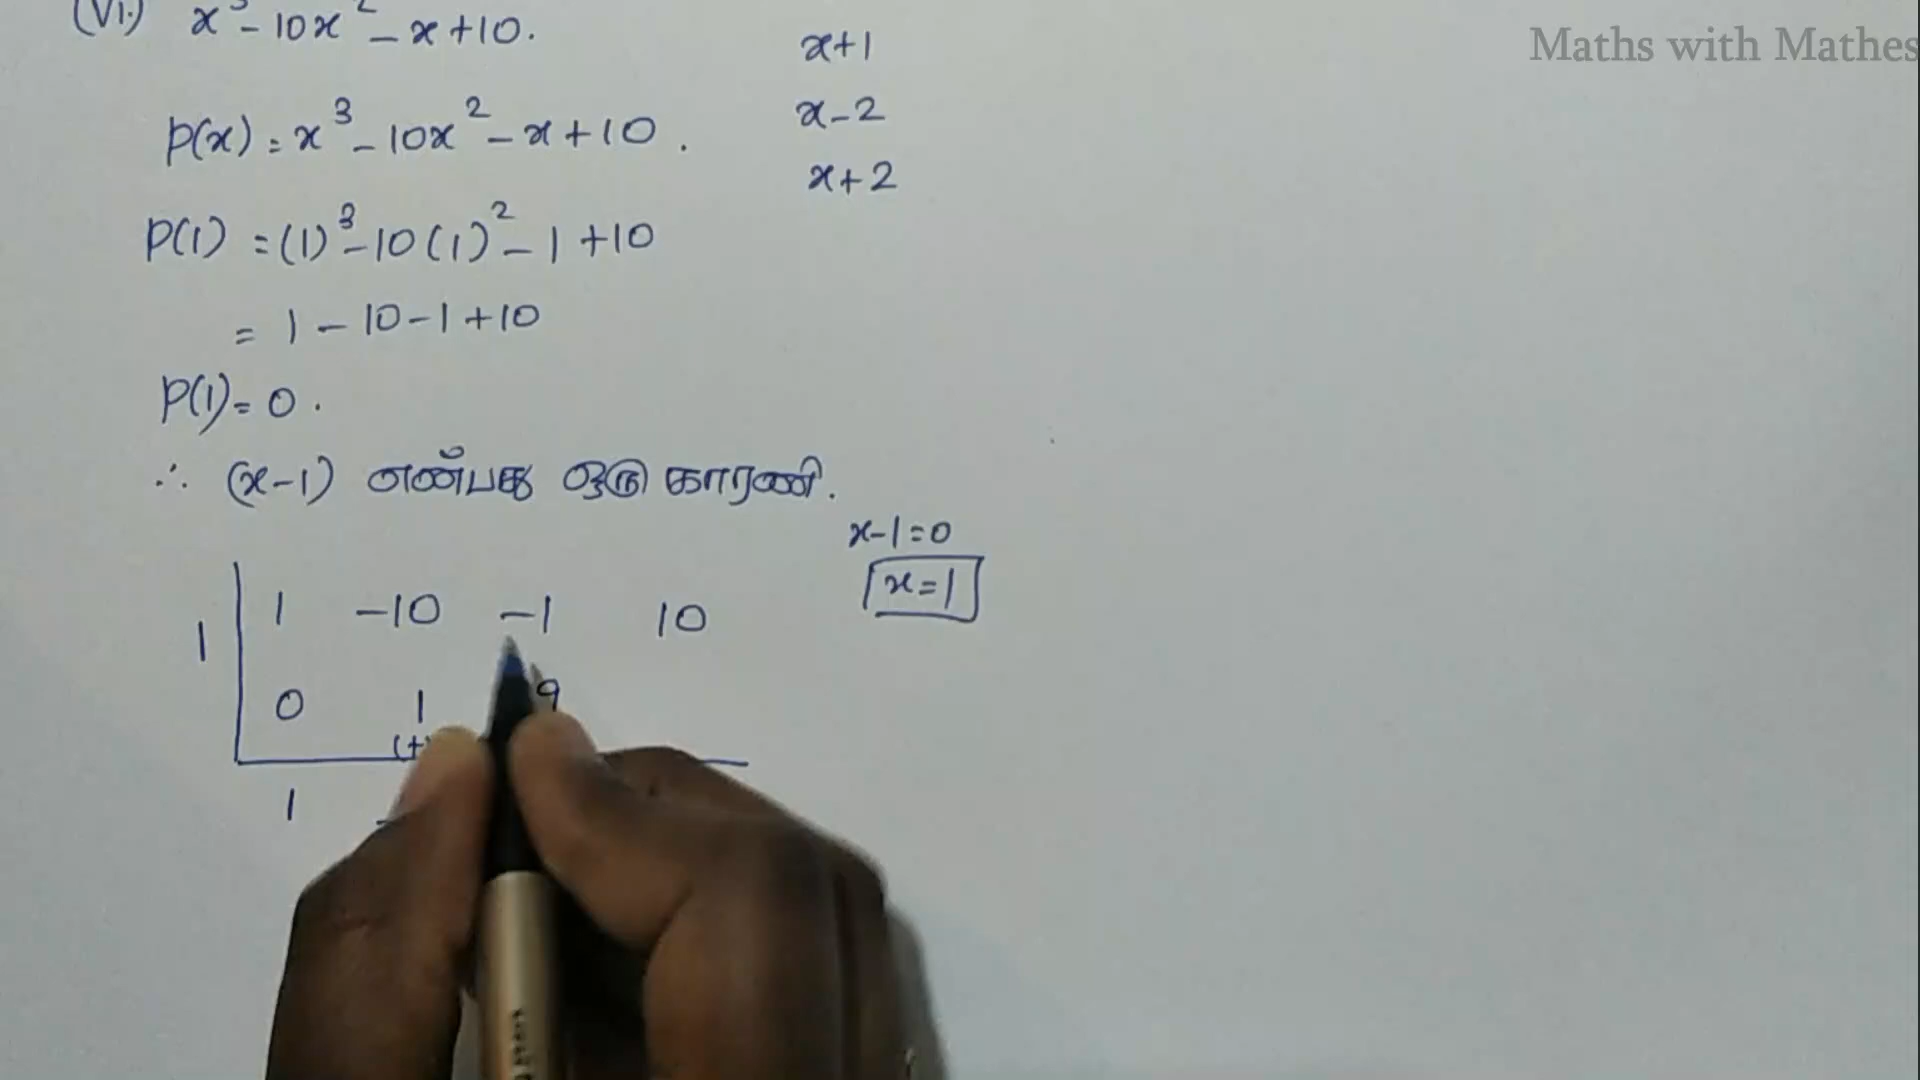 (vi) x³ - 10x² - x + 10.
x+1
Maths with Mathes
p(x) = x³ - 10x² - x + 10.
x-2
x+2
P(1) = (1)³ - 10(1)² - 1 + 10
= 1 - 10 - 1 + 10
P(1) = 0.
∴ (x-1) என்பது ஒரு காரணி.
x-1=0
x=1
1 -10 -1 10
1
0 1 9
(+)
1 -